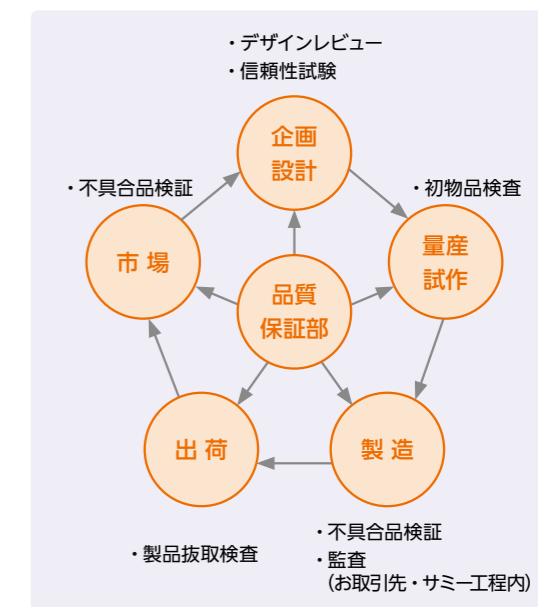 ・デザインレビュー
・信頼性試験
企画
設計
・不具合品検証
・初物品検査
市 場
量産
試作
品質
保証部
出 荷
製 造
・製品抜取検査
・不具合品検証
・監査
(お取引先・サミー工程内)